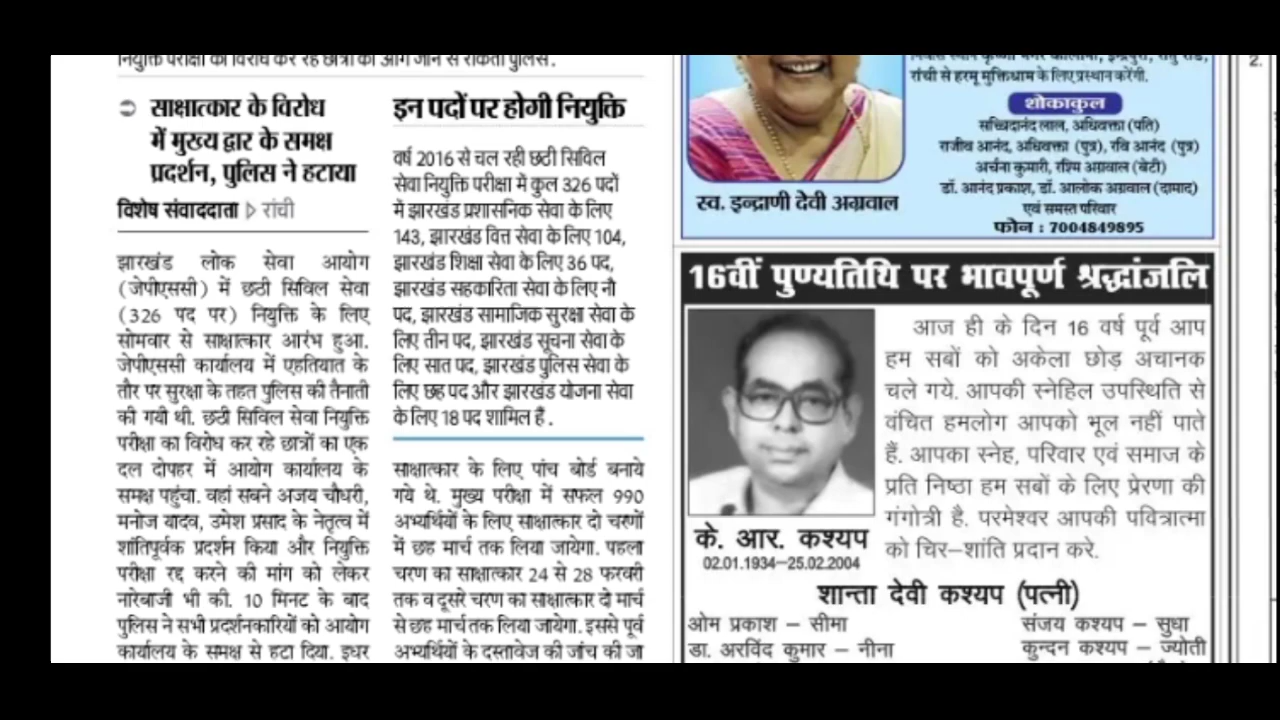 नियुक्ति परीक्षा का विरोध कर रहे छात्रों को आगे जाने से रोकती पुलिस.
साक्षात्कार के विरोध
में मुख्य द्वार के समक्ष
प्रदर्शन, पुलिस ने हटाया
विशेष संवाददाता ▷ रांची
झारखंड लोक सेवा आयोग
(जेपीएससी) में छठी सिविल सेवा
(326 पद पर) नियुक्ति के लिए
सोमवार से साक्षात्कार आरंभ हुआ.
जेपीएससी कार्यालय में एहतियात के
तौर पर सुरक्षा के तहत पुलिस की तैनाती
की गयी थी. छठी सिविल सेवा नियुक्ति
परीक्षा का विरोध कर रहे छात्रों का एक
दल दोपहर में आयोग कार्यालय के
समक्ष पहुंचा. वहां सबने अजय चौधरी,
मनोज यादव, उमेश प्रसाद के नेतृत्व में
शांतिपूर्वक प्रदर्शन किया और नियुक्ति
परीक्षा रद्द करने की मांग को लेकर
नारेबाजी भी की. 10 मिनट के बाद
पुलिस ने सभी प्रदर्शनकारियों को आयोग
कार्यालय के समक्ष से हटा दिया. इधर
इन पदों पर होगी नियुक्ति
वर्ष 2016 से चल रही छठी सिविल
सेवा नियुक्ति परीक्षा में कुल 326 पदों
में झारखंड प्रशासनिक सेवा के लिए
143, झारखंड वित्त सेवा के लिए 104,
झारखंड शिक्षा सेवा के लिए 36 पद,
झारखंड सहकारिता सेवा के लिए नौ
पद, झारखंड सामाजिक सुरक्षा सेवा के
लिए तीन पद, झारखंड सूचना सेवा के
लिए सात पद, झारखंड पुलिस सेवा के
लिए छह पद और झारखंड योजना सेवा
के लिए 18 पद शामिल हैं.
साक्षात्कार के लिए पांच बोर्ड बनाये
गये थे. मुख्य परीक्षा में सफल 990
अभ्यर्थियों के लिए साक्षात्कार दो चरणों
में छह मार्च तक लिया जायेगा. पहला
चरण का साक्षात्कार 24 से 28 फरवरी
तक व दूसरे चरण का साक्षात्कार दो मार्च
से छह मार्च तक लिया जायेगा. इससे पूर्व
अभ्यर्थियों के दस्तावेज की जांच की जा
रांची से हरमू मुक्तिधाम के लिए प्रस्थान करेंगी.
शोकाकुल
सच्चिदानंद लाल, अधिवक्ता (पति)
राजीव आनंद, अधिवक्ता (पुत्र), रवि आनंद (पुत्र)
अर्चना कुमारी, रश्मि अग्रवाल (बेटी)
डॉ. आनंद प्रकाश, डॉ. आलोक अग्रवाल (दामाद)
एवं समस्त परिवार
फोन : 7004849895
स्व. इन्द्राणी देवी अग्रवाल
16वीं पुण्यतिथि पर भावपूर्ण श्रद्धांजलि
आज ही के दिन 16 वर्ष पूर्व आप
हम सबों को अकेला छोड़ अचानक
चले गये. आपकी स्नेहिल उपस्थिति से
वंचित हमलोग आपको भूल नहीं पाते
हैं. आपका स्नेह, परिवार एवं समाज के
प्रति निष्ठा हम सबों के लिए प्रेरणा की
गंगोत्री है. परमेश्वर आपकी पवित्रात्मा
को चिर–शांति प्रदान करे.
के. आर. कश्यप
02.01.1934–25.02.2004
शान्ता देवी कश्यप (पत्नी)
ओम प्रकाश – सीमा
संजय कश्यप – सुधा
डा. अरविंद कुमार – नीना
कुन्दन कश्यप – ज्योती
2.